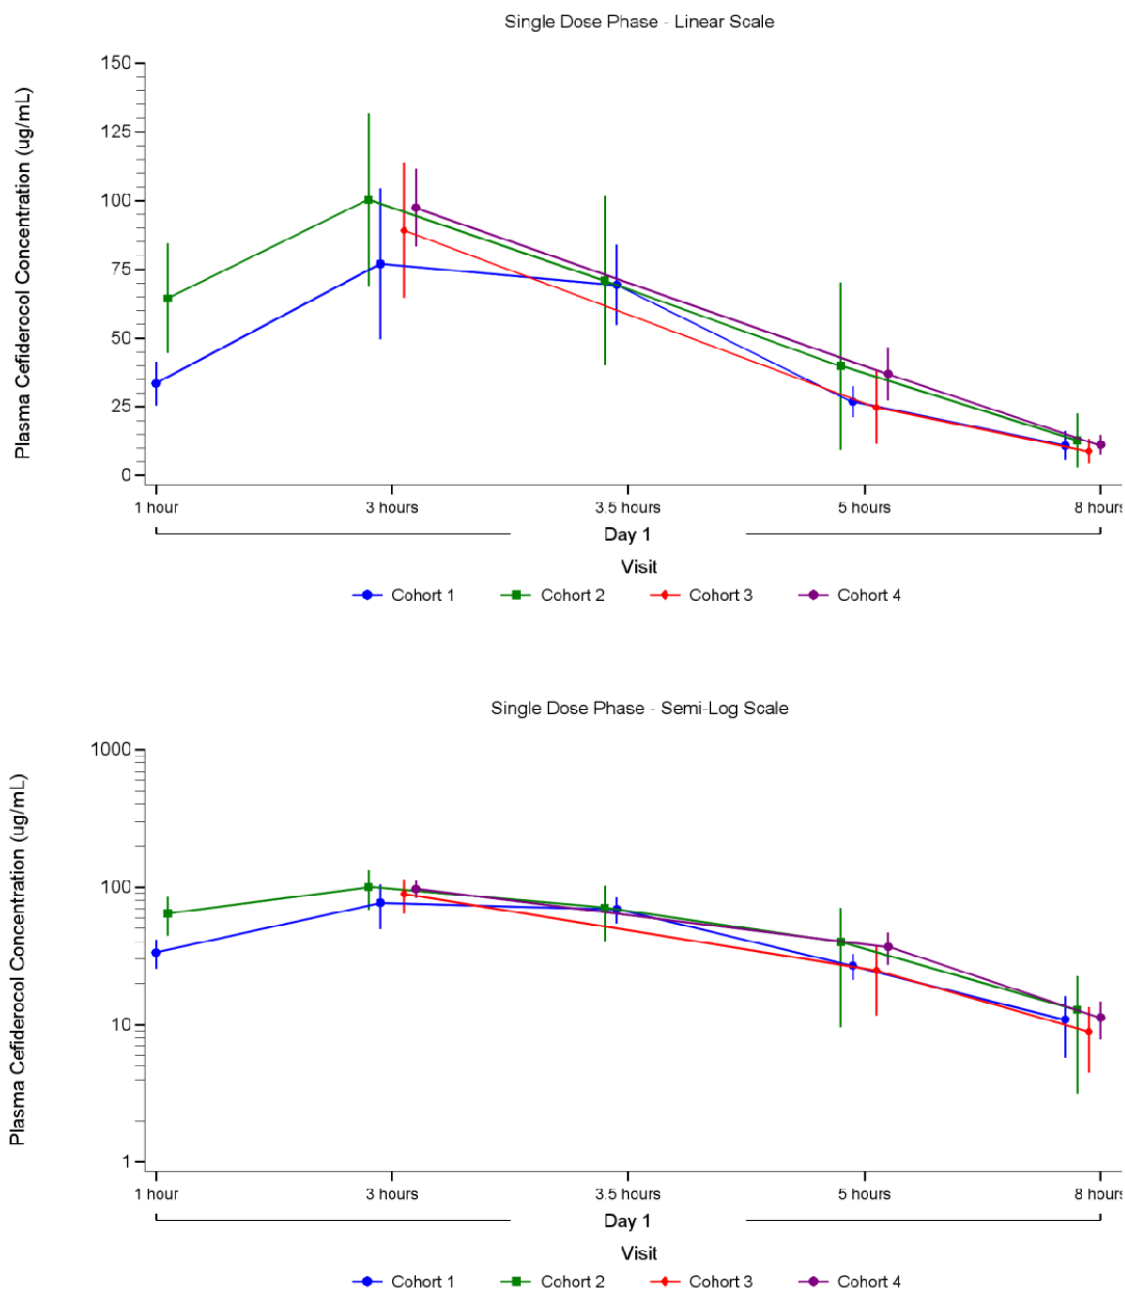 Single Dose Phase - Linear Scale
Plasma Cefiderocol Concentration (ug/mL)
150
125
100
75
50
25
0
1 hour 3 hours 3.5 hours 5 hours 8 hours
Day 1
Visit
Cohort 1 Cohort 2 Cohort 3 Cohort 4
Single Dose Phase - Semi-Log Scale
Plasma Cefiderocol Concentration (ug/mL)
1000
100
10
1
1 hour 3 hours 3.5 hours 5 hours 8 hours
Day 1
Visit
Cohort 1 Cohort 2 Cohort 3 Cohort 4